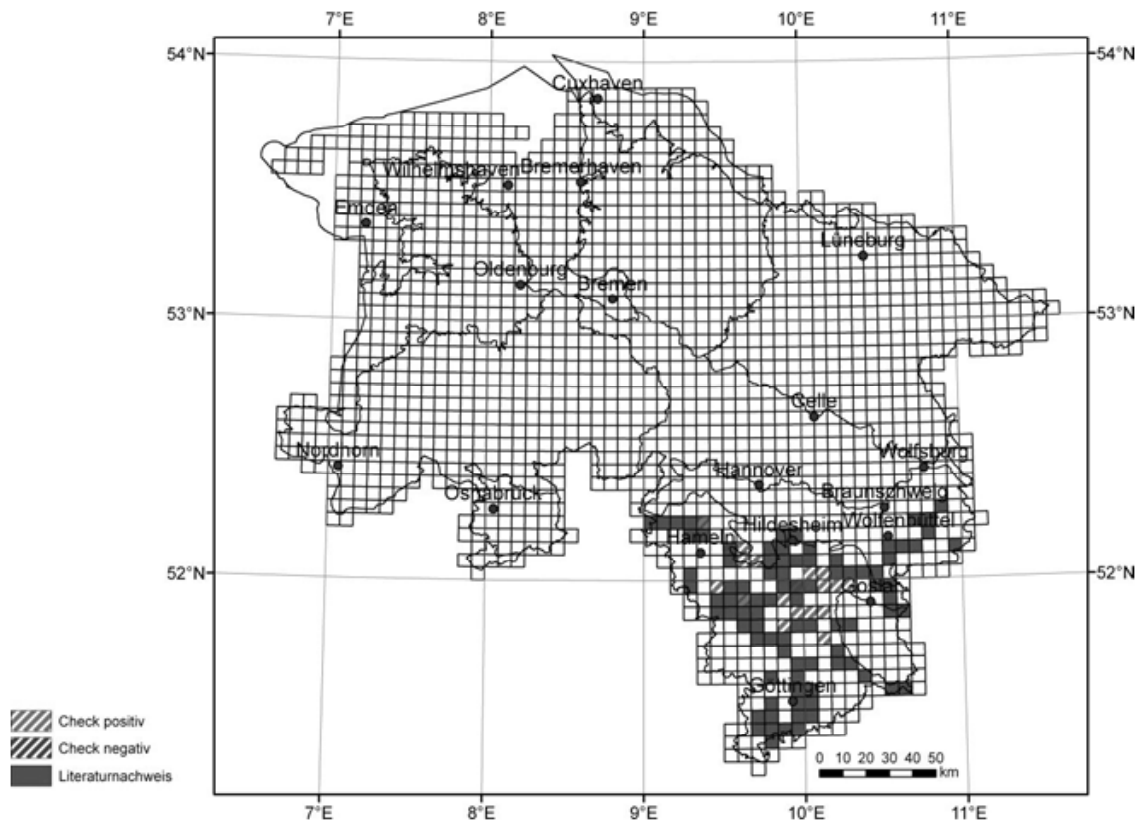 7°E 8°E 9°E 10°E 11°E
54°N 54°N
Cuxhaven
Wilhelmshaven Bremerhaven
Emden
Lüneburg
Oldenburg Bremen
53°N 53°N
Celle
Nordhorn Wolfsburg
Hannover
Osnabrück Braunschweig
Hildesheim Wolfenbüttel
Hameln
52°N 52°N
Goslar
Göttingen
Check positiv
Check negativ
Literaturnachweis
0 10 20 30 40 50
km
7°E 8°E 9°E 10°E 11°E